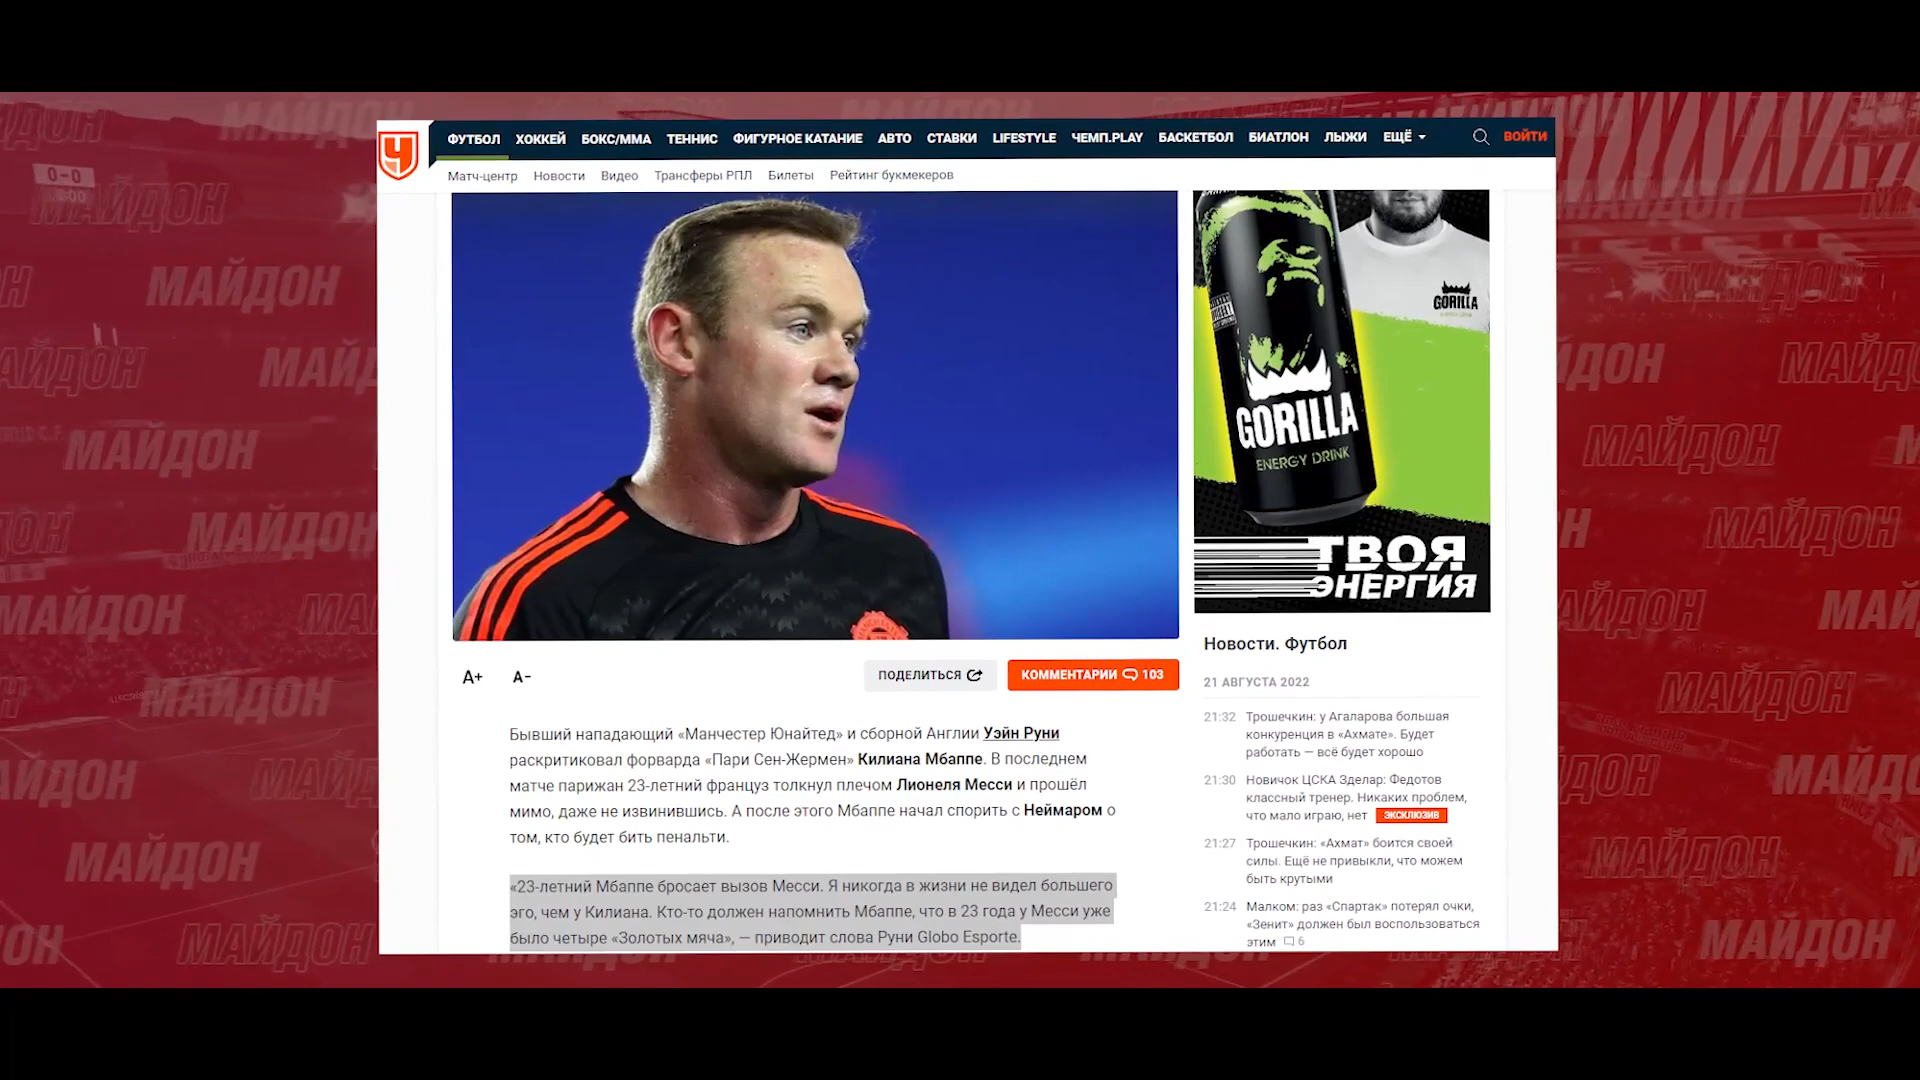 ФУТБОЛ ХОККЕЙ БОКС/ММА ТЕННИС ФИГУРНОЕ КАТАНИЕ АВТО СТАВКИ LIFESTYLE ЧЕМП.PLAY БАСКЕТБОЛ БИАТЛОН ЛЫЖИ ЕЩЁ ВОЙТИ
Матч-центр Новости Видео Трансферы РПЛ Билеты Рейтинг букмекеров
0-0
МАЙДОН
GORILLA
GORILLA
ENERGY DRINK
ТВОЯ
ЭНЕРГИЯ
A+ A-
ПОДЕЛИТЬСЯ
КОММЕНТАРИИ 103
Бывший нападающий «Манчестер Юнайтед» и сборной Англии Уэйн Руни
раскритиковал форварда «Пари Сен-Жермен» Килиана Мбаппе. В последнем
матче парижан 23-летний француз толкнул плечом Лионеля Месси и прошёл
мимо, даже не извинившись. А после этого Мбаппе начал спорить с Неймаром о
том, кто будет бить пенальти.
«23-летний Мбаппе бросает вызов Месси. Я никогда в жизни не видел большего
эго, чем у Килиана. Кто-то должен напомнить Мбаппе, что в 23 года у Месси уже
было четыре «Золотых мяча», — приводит слова Руни Globo Esporte.
Новости. Футбол
21 АВГУСТА 2022
21:32 Трошечкин: у Агаларова большая
конкуренция в «Ахмате». Будет
работать — всё будет хорошо
21:30 Новичок ЦСКА Зделар: Федотов
классный тренер. Никаких проблем,
что мало играю, нет ЭКСКЛЮЗИВ
21:27 Трошечкин: «Ахмат» боится своей
силы. Ещё не привыкли, что можем
быть крутыми
21:24 Малком: раз «Спартак» потерял очки,
«Зенит» должен был воспользоваться
этим 6